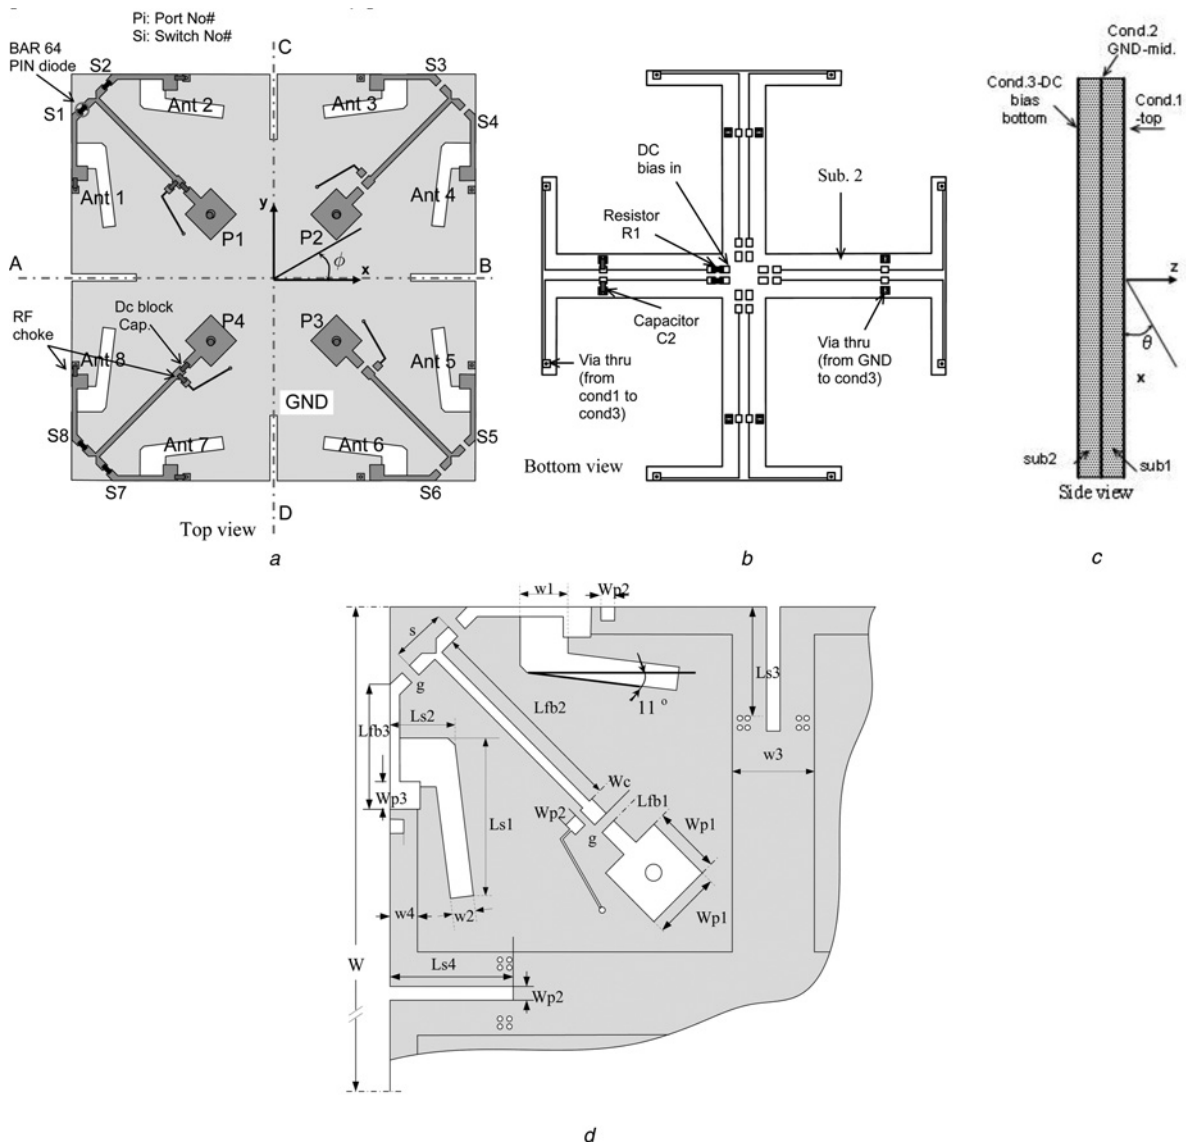 Pi: Port No#
Si: Switch No#
BAR 64
PIN diode
C
S2
S3
S1
Ant 2
Ant 3
S4
Ant 1
Ant 4
y
P1
P2
ϕ
A
x
B
Dc block
Cap.
P4
P3
RF
choke
Ant 8
Ant 5
GND
S8
Ant 7
Ant 6
S5
S7
S6
D
Top view
a
DC
bias in
Sub. 2
Resistor
R1
Capacitor
C2
Via thru
(from
cond1 to
cond3)
Via thru
(from GND
to cond3)
Bottom view
b
Cond.2
GND-mid.
Cond.3-DC
bias
bottom
Cond.1
-top
z
θ
x
sub2
sub1
Side view
c
w1
Wp2
s
g
Ls3
Lfb2
11 °
Ls2
Lfb3
w3
Wp3
Wc
Lfb1
Wp2
Wp1
Ls1
g
w4
w2
Wp1
W
Ls4
Wp2
d